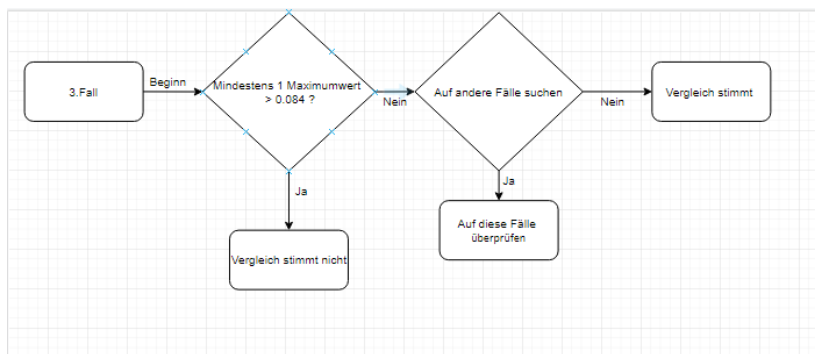 3.Fall
Beginn
Mindestens 1 Maximumwert
> 0.084 ?
Nein
Auf andere Fälle suchen
Nein
Vergleich stimmt
Ja
Vergleich stimmt nicht
Ja
Auf diese Fälle
überprüfen